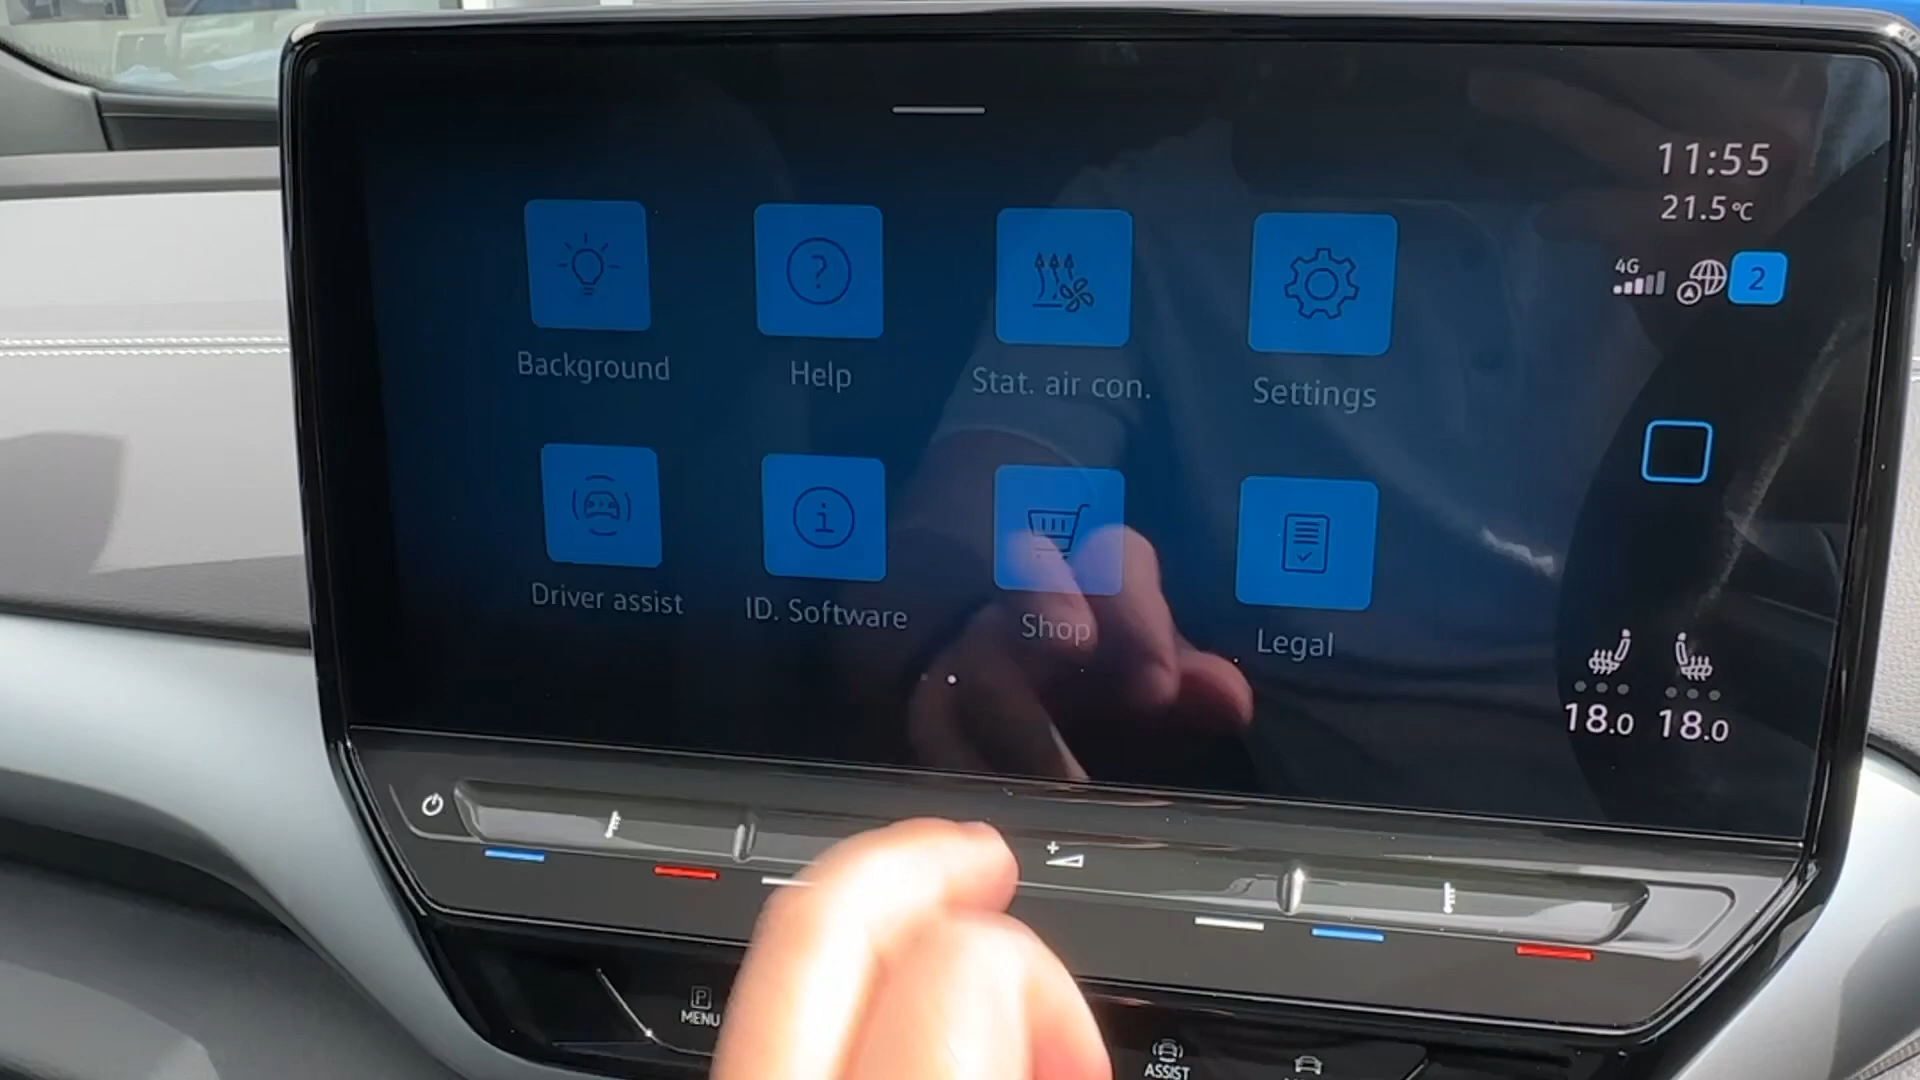 11:55
21.5°C
4G
2
Background
Help
Stat. air con.
Settings
Driver assist
ID. Software
Shop
Legal
18.0
18.0
P
MENU
ASSIST